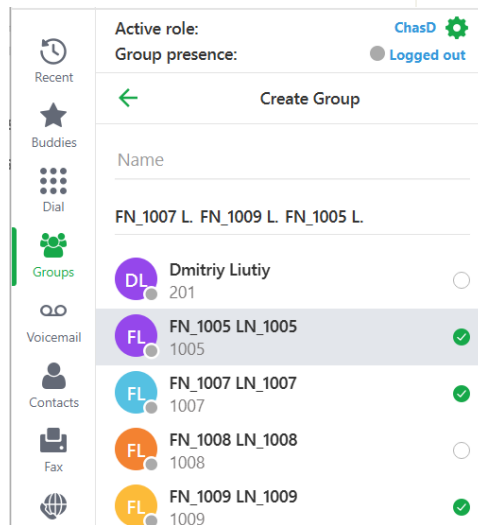 Active role:
ChasD
Group presence:
Logged out
Recent
Create Group
Buddies
Name
Dial
FN_1007 L. FN_1009 L. FN_1005 L.
Groups
DL
Dmitriy Liutiy
201
Voicemail
FL
FN_1005 LN_1005
1005
Contacts
FL
FN_1007 LN_1007
1007
Fax
FL
FN_1008 LN_1008
1008
FL
FN_1009 LN_1009
1009